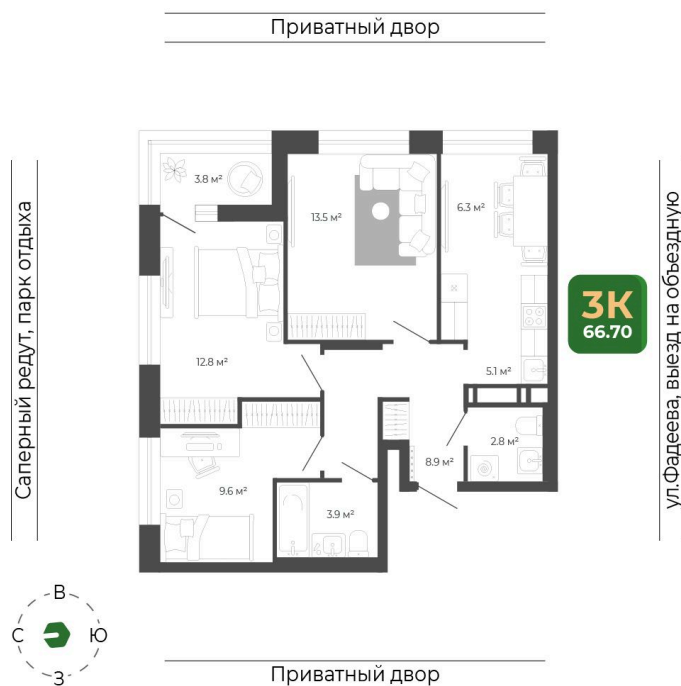 Приватный двор
Саперный редут, парк отдыха
ул.Фадеева, выезд на объездную
3.8 м²
13.5 м²
6.3 м²
3К
66.70
12.8 м²
5.1 м²
2.8 м²
8.9 м²
9.6 м²
3.9 м²
В
С
Ю
З
Приватный двор